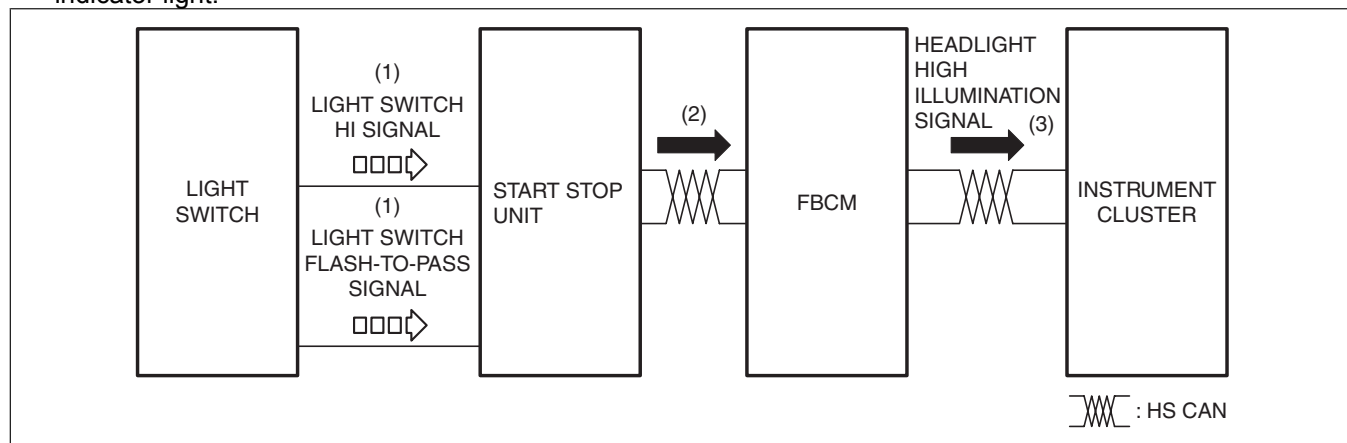 indicator light.
(1)
LIGHT SWITCH
HI SIGNAL
(1)
LIGHT SWITCH
FLASH-TO-PASS
SIGNAL
LIGHT
SWITCH
START STOP
UNIT
(2)
FBCM
HEADLIGHT
HIGH
ILLUMINATION
SIGNAL
(3)
INSTRUMENT
CLUSTER
: HS CAN